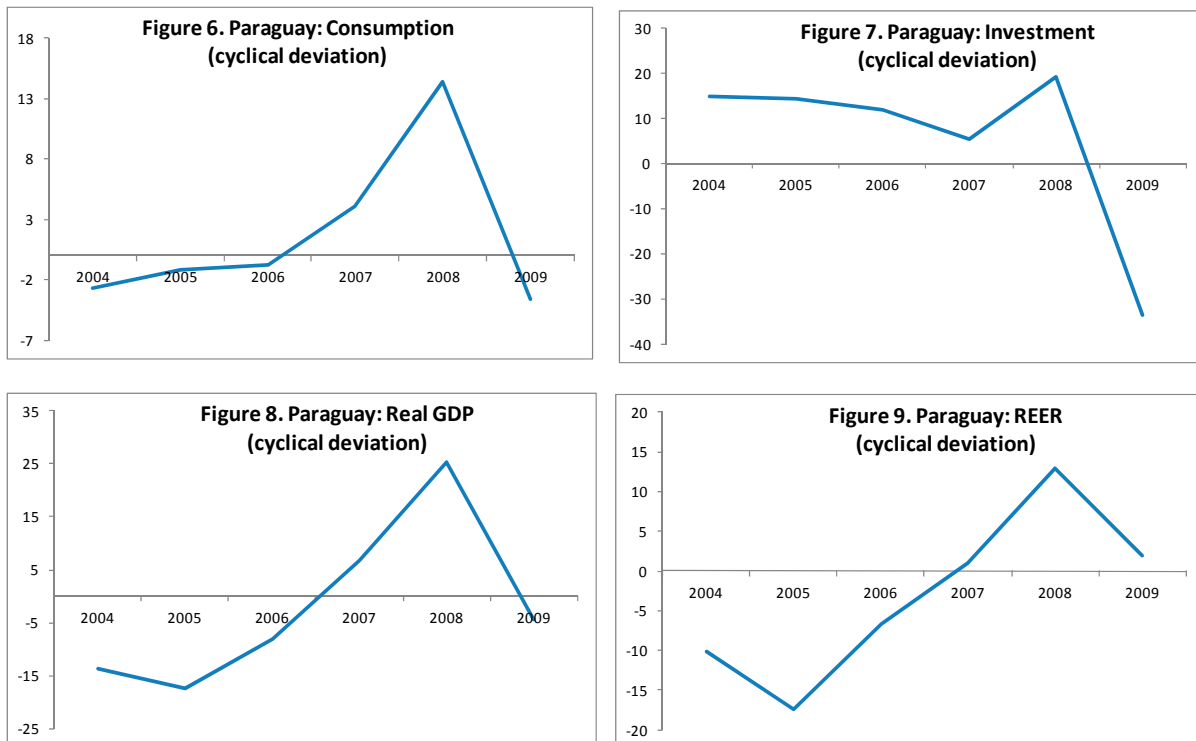 Figure 6. Paraguay: Consumption
(cyclical deviation)
18
13
8
3
-2
-7
2004 2005 2006 2007 2008 2009
Figure 7. Paraguay: Investment
(cyclical deviation)
30
20
10
0
-10
-20
-30
-40
2004 2005 2006 2007 2008 2009
Figure 8. Paraguay: Real GDP
(cyclical deviation)
35
25
15
5
-5
-15
-25
2004 2005 2006 2007 2008 2009
Figure 9. Paraguay: REER
(cyclical deviation)
20
15
10
5
0
-5
-10
-15
-20
2004 2005 2006 2007 2008 2009